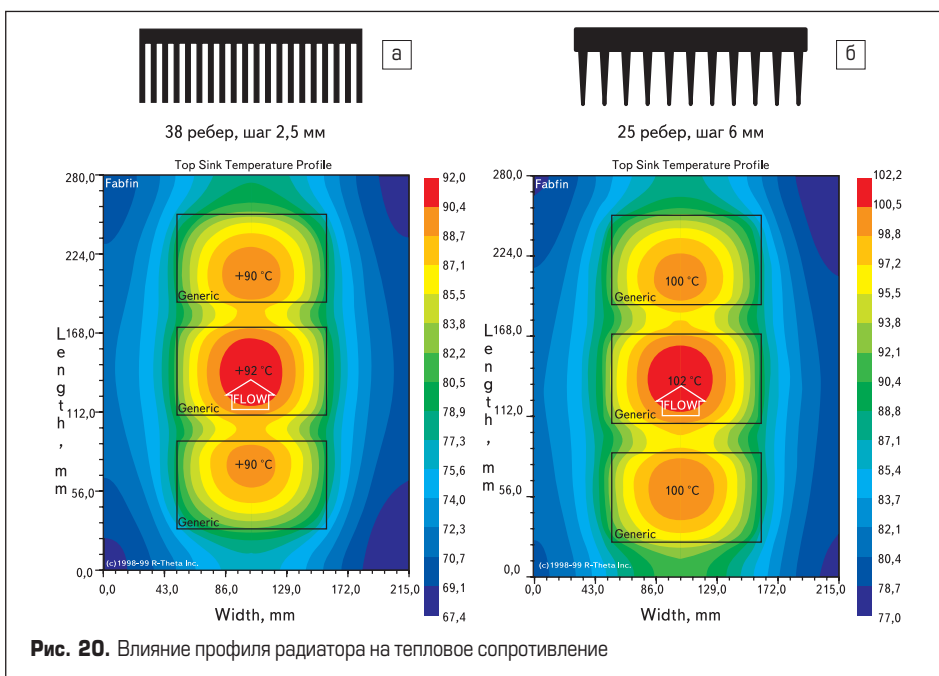 а
38 ребер, шаг 2,5 мм
Top Sink Temperature Profile
Fabfin
280,0
224,0
168,0
112,0
56,0
0,0
Length, mm
+90 °C
Generic
+92 °C
FLOW
Generic
+90 °C
Generic
(c)1998-99 R-Theta Inc.
0,0 43,0 86,0 129,0 172,0 215,0
Width, mm
92,0
90,4
88,7
87,1
85,5
83,8
82,2
80,5
78,9
77,3
75,6
74,0
72,3
70,7
69,1
67,4
б
25 ребер, шаг 6 мм
Top Sink Temperature Profile
Fabfin
280,0
224,0
168,0
112,0
56,0
0,0
Length, mm
100 °C
Generic
102 °C
FLOW
Generic
100 °C
Generic
(c)1998-99 R-Theta Inc.
0,0 43,0 86,0 129,0 172,0 215,0
Width, mm
102,2
100,5
98,8
97,2
95,5
93,8
92,1
90,4
88,8
87,1
85,4
83,7
82,1
80,4
78,7
77,0
Рис. 20. Влияние профиля радиатора на тепловое сопротивление